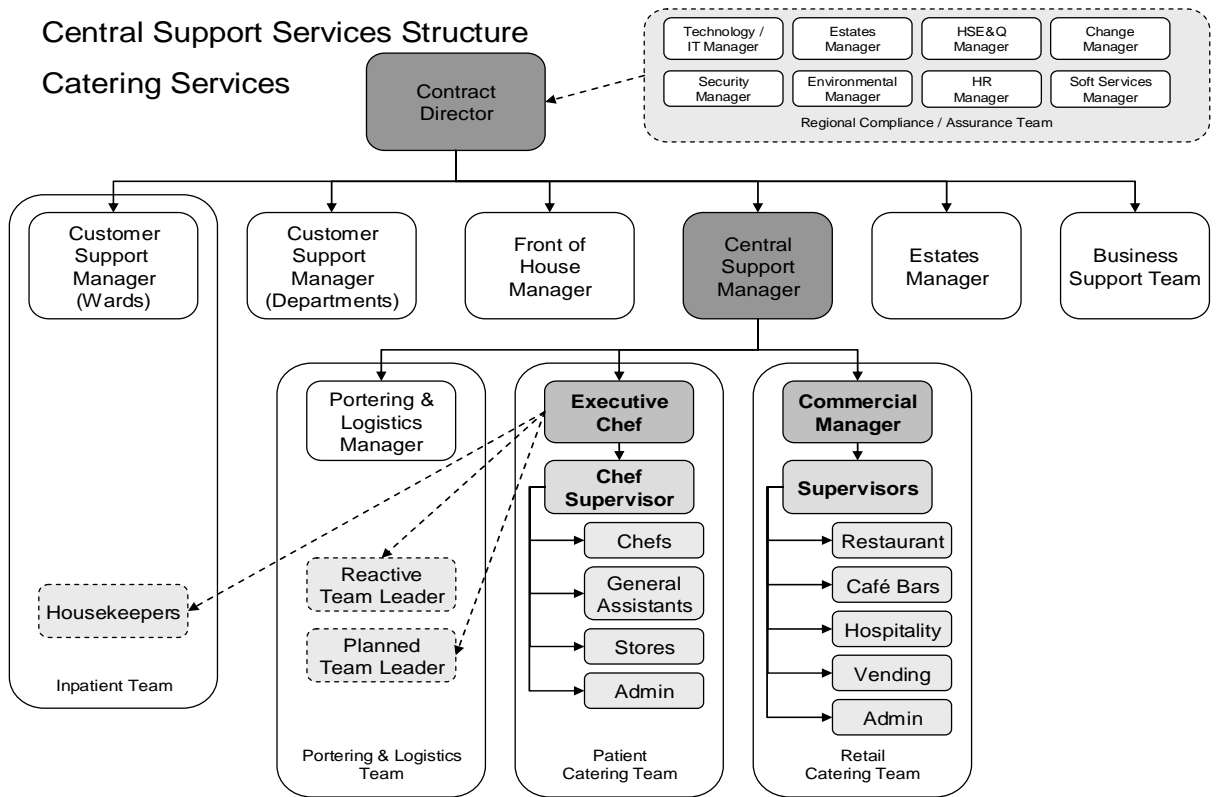 Central Support Services Structure
Catering Services
Technology /
IT Manager
Estates
Manager
HSE&Q
Manager
Change
Manager
Security
Manager
Environmental
Manager
HR
Manager
Soft Services
Manager
Regional Compliance / Assurance Team
Contract
Director
Customer
Support
Manager
(Wards)
Customer
Support
Manager
(Departments)
Front of
House
Manager
Central
Support
Manager
Estates
Manager
Business
Support Team
Housekeepers
Inpatient Team
Portering &
Logistics
Manager
Reactive
Team Leader
Planned
Team Leader
Portering & Logistics
Team
Executive
Chef
Chef
Supervisor
Chefs
General
Assistants
Stores
Admin
Patient
Catering Team
Commercial
Manager
Supervisors
Restaurant
Café Bars
Hospitality
Vending
Admin
Retail
Catering Team